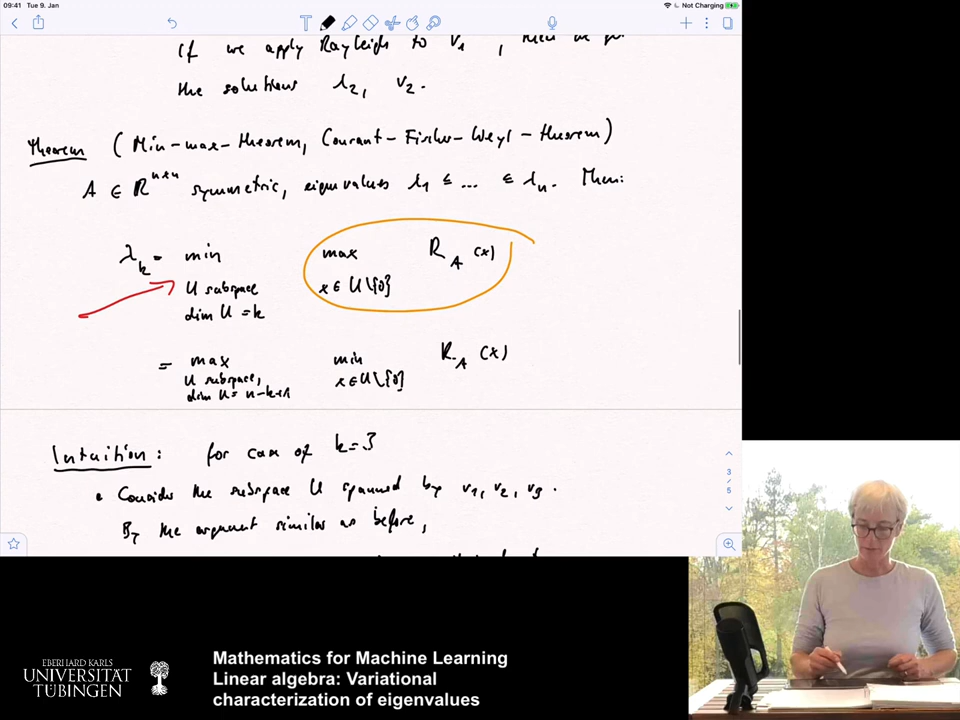 09:41 Tue 9. Jan
Not Charging
T
If we apply Rayleigh to v1 , then we
the solutions λ2, v2.
Theorem (Min-max-theorem, Courant-Fischer-Weyl-theorem)
A ∈ R^n×n symmetric, eigenvalues λ1 ≤ ... ≤ λn. Then:
λk = min max RA (x)
U subspace x ∈ U\{0}
dim U = k
= max min RA (x)
U subspace, x ∈ U\{0}
dim U = n-k+1
Intuition: for case of k=3
• Consider the subspace U spanned by v1, v2, v3.
By the argument similar as before,
3
/
5
EBERHARD KARLS
UNIVERSITÄT
TÜBINGEN
Mathematics for Machine Learning
Linear algebra: Variational
characterization of eigenvalues